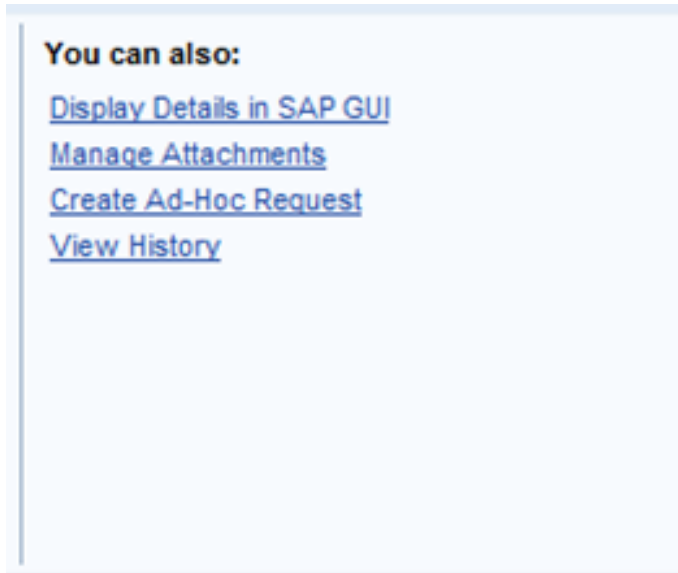 You can also:
Display Details in SAP GUI
Manage Attachments
Create Ad-Hoc Request
View History